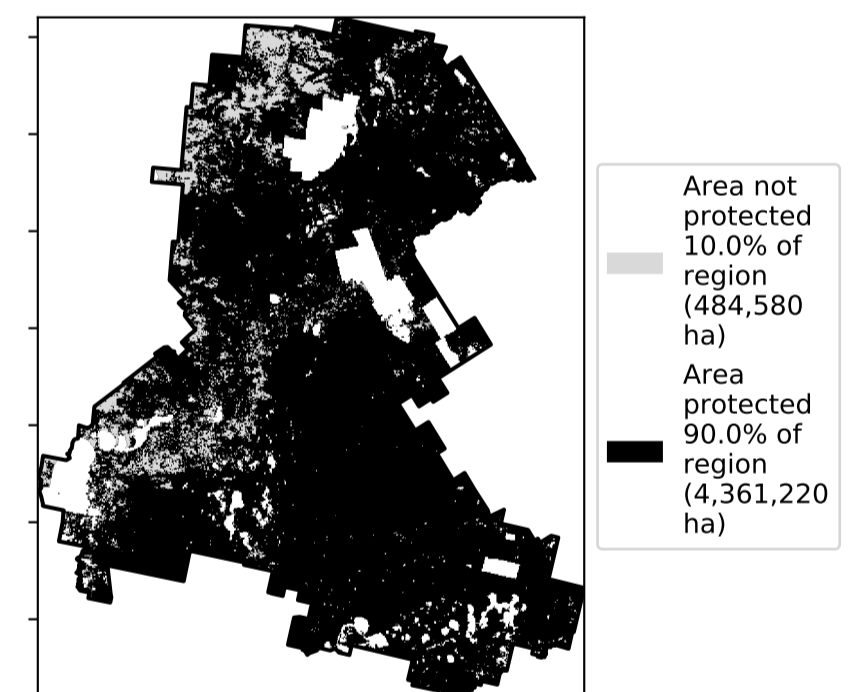 Area not
protected
10.0% of
region
(484,580
ha)
Area
protected
90.0% of
region
(4,361,220
ha)